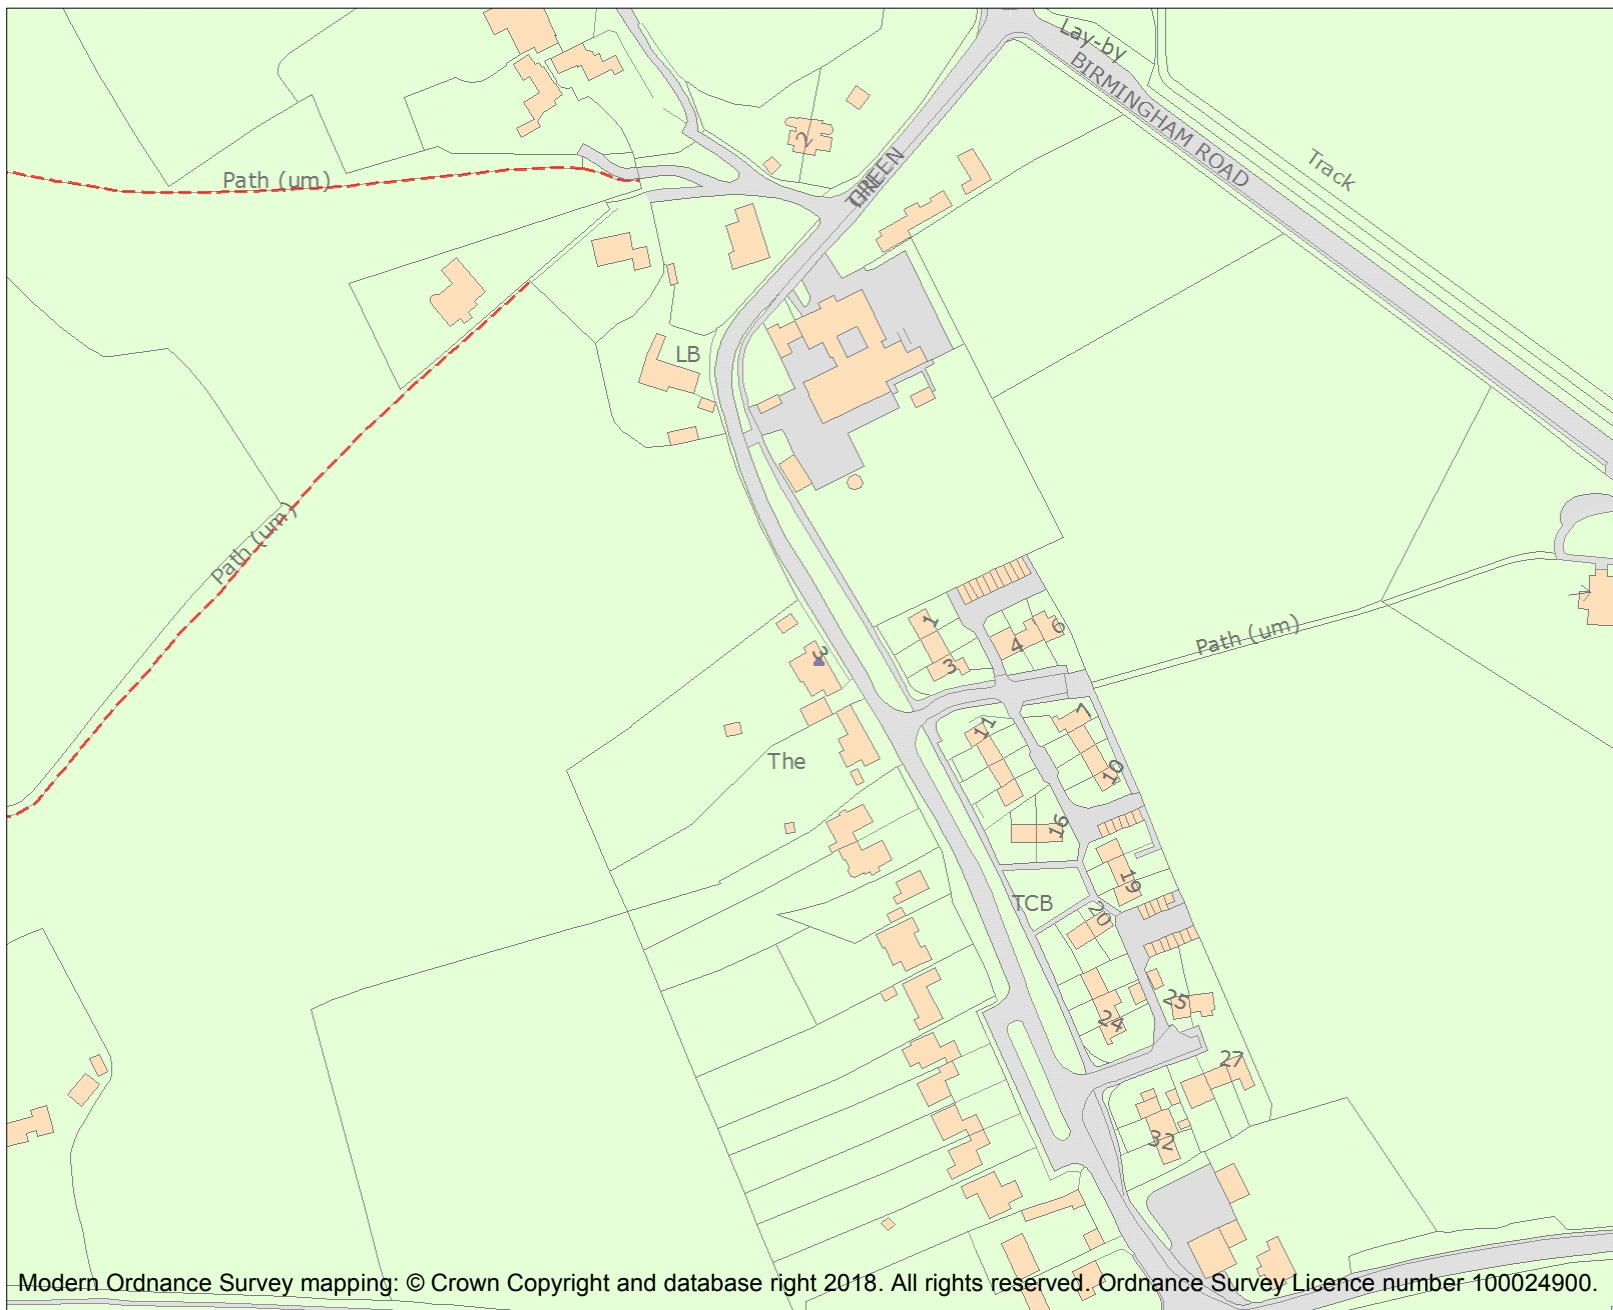 Lay-by
BIRMINGHAM ROAD
Track
2
Path (um)
GREEN
LB
Path (um)
1
6
4
3
3
Path (um)
7
11
The
10
16
19
TCB
20
25
24
27
32
Modern Ordnance Survey mapping: © Crown Copyright and database right 2018. All rights reserved. Ordnance Survey Licence number 100024900.